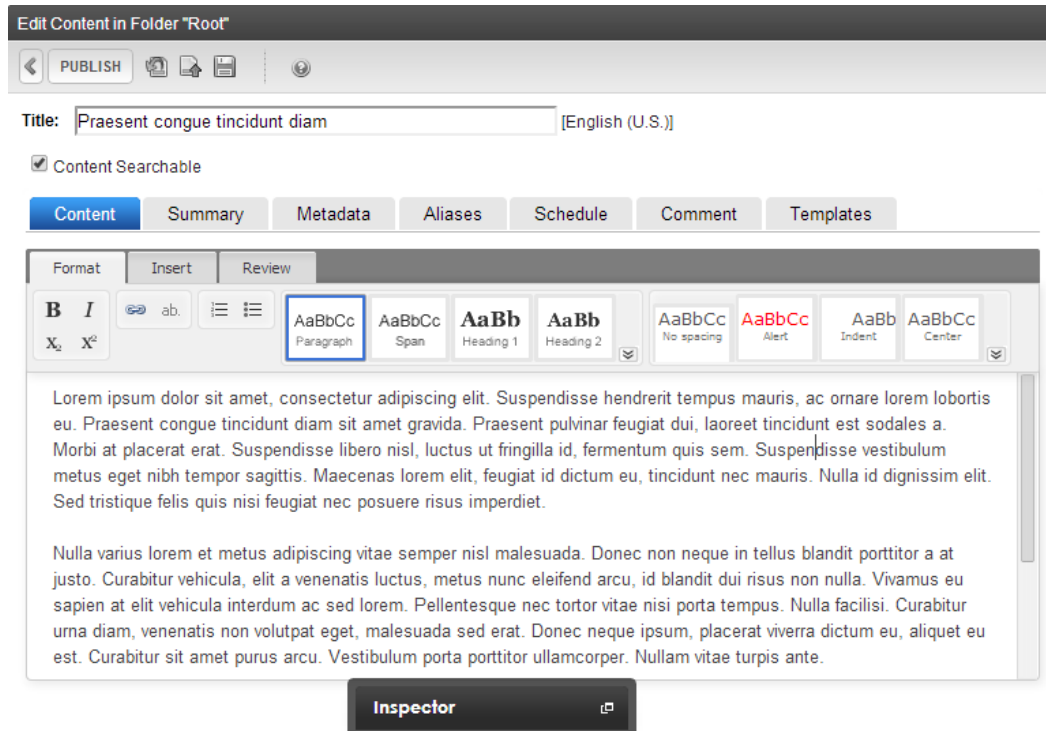 Edit Content in Folder "Root"
PUBLISH
Title: Praesent congue tincidunt diam [English (U.S.)]
Content Searchable
Content Summary Metadata Aliases Schedule Comment Templates
Format Insert Review
B I ab.
X₂ X²
AaBbCc AaBbCc AaBb AaBb AaBbCc AaBbCc AaBb AaBbCc
Paragraph Span Heading 1 Heading 2 No spacing Alert Indent Center
Lorem ipsum dolor sit amet, consectetur adipiscing elit. Suspendisse hendrerit tempus mauris, ac ornare lorem lobortis
eu. Praesent congue tincidunt diam sit amet gravida. Praesent pulvinar feugiat dui, laoreet tincidunt est sodales a.
Morbi at placerat erat. Suspendisse libero nisl, luctus ut fringilla id, fermentum quis sem. Suspendisse vestibulum
metus eget nibh tempor sagittis. Maecenas lorem elit, feugiat id dictum eu, tincidunt nec mauris. Nulla id dignissim elit.
Sed tristique felis quis nisi feugiat nec posuere risus imperdiet.
Nulla varius lorem et metus adipiscing vitae semper nisl malesuada. Donec non neque in tellus blandit porttitor a at
justo. Curabitur vehicula, elit a venenatis luctus, metus nunc eleifend arcu, id blandit dui risus non nulla. Vivamus eu
sapien at elit vehicula interdum ac sed lorem. Pellentesque nec tortor vitae nisi porta tempus. Nulla facilisi. Curabitur
urna diam, venenatis non volutpat eget, malesuada sed erat. Donec neque ipsum, placerat viverra dictum eu, aliquet eu
est. Curabitur sit amet purus arcu. Vestibulum porta porttitor ullamcorper. Nullam vitae turpis ante.
Inspector